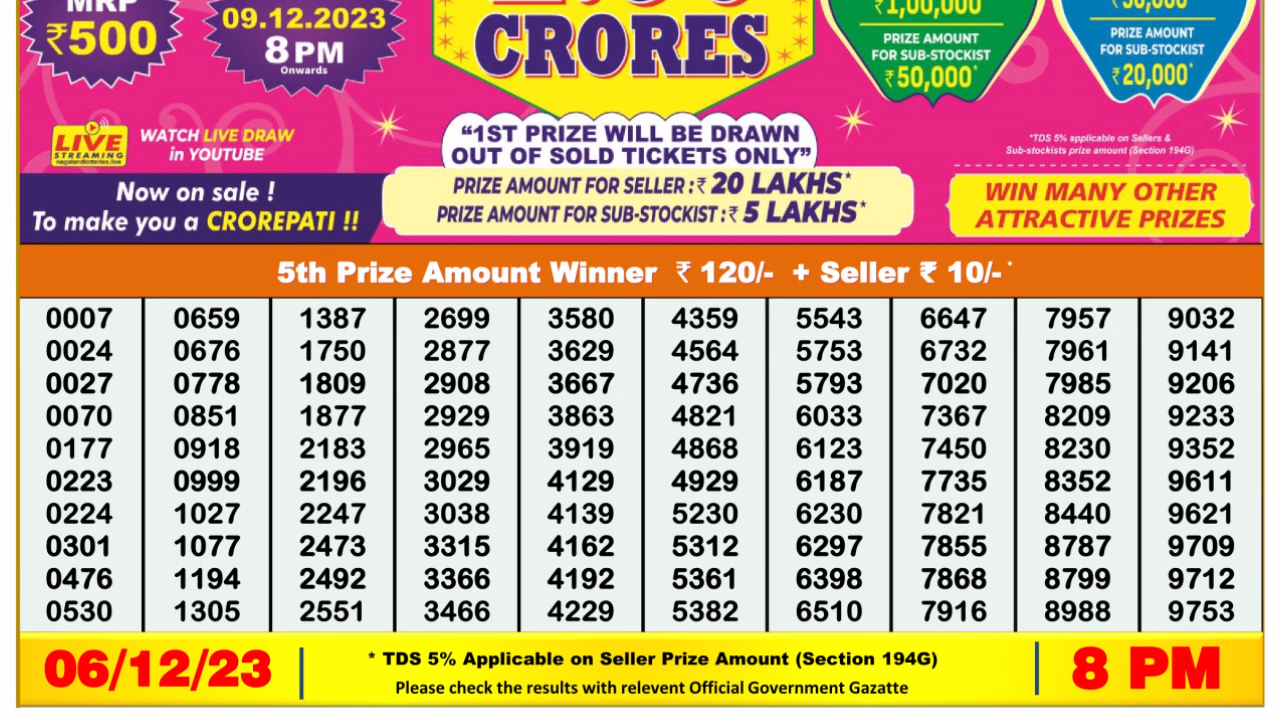 MRP
₹500
09.12.2023
8 PM
Onwards
CRORES
₹1,00,000
PRIZE AMOUNT
FOR SUB-STOCKIST
₹50,000*
PRIZE AMOUNT
FOR SUB-STOCKIST
₹20,000*
LIVE
STREAMING
nagalandlotteries.live
WATCH LIVE DRAW
in YOUTUBE
“1ST PRIZE WILL BE DRAWN
OUT OF SOLD TICKETS ONLY”
*TDS 5% applicable on Sellers &
Sub-stockists prize amount (Section 194G)
Now on sale !
To make you a CROREPATI !!
PRIZE AMOUNT FOR SELLER :₹ 20 LAKHS*
PRIZE AMOUNT FOR SUB-STOCKIST :₹ 5 LAKHS*
WIN MANY OTHER
ATTRACTIVE PRIZES
5th Prize Amount Winner ₹ 120/- + Seller ₹ 10/- *
0007 0659 1387 2699 3580 4359 5543 6647 7957 9032
0024 0676 1750 2877 3629 4564 5753 6732 7961 9141
0027 0778 1809 2908 3667 4736 5793 7020 7985 9206
0070 0851 1877 2929 3863 4821 6033 7367 8209 9233
0177 0918 2183 2965 3919 4868 6123 7450 8230 9352
0223 0999 2196 3029 4129 4929 6187 7735 8352 9611
0224 1027 2247 3038 4139 5230 6230 7821 8440 9621
0301 1077 2473 3315 4162 5312 6297 7855 8787 9709
0476 1194 2492 3366 4192 5361 6398 7868 8799 9712
0530 1305 2551 3466 4229 5382 6510 7916 8988 9753
06/12/23
* TDS 5% Applicable on Seller Prize Amount (Section 194G)
Please check the results with relevent Official Government Gazatte
8 PM